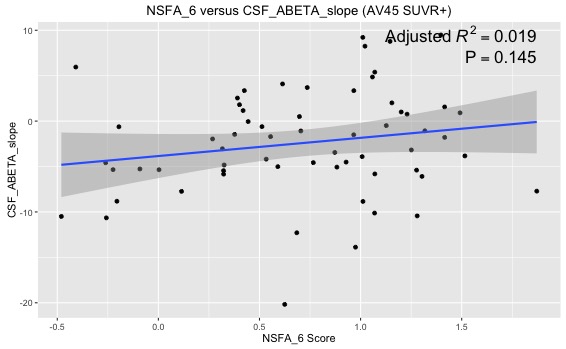 NSFA_6 versus CSF_ABETA_slope (AV45 SUVR+)
Adjusted R² = 0.019
P = 0.145
10
0
-10
-20
CSF_ABETA_slope
-0.5 0.0 0.5 1.0 1.5
NSFA_6 Score